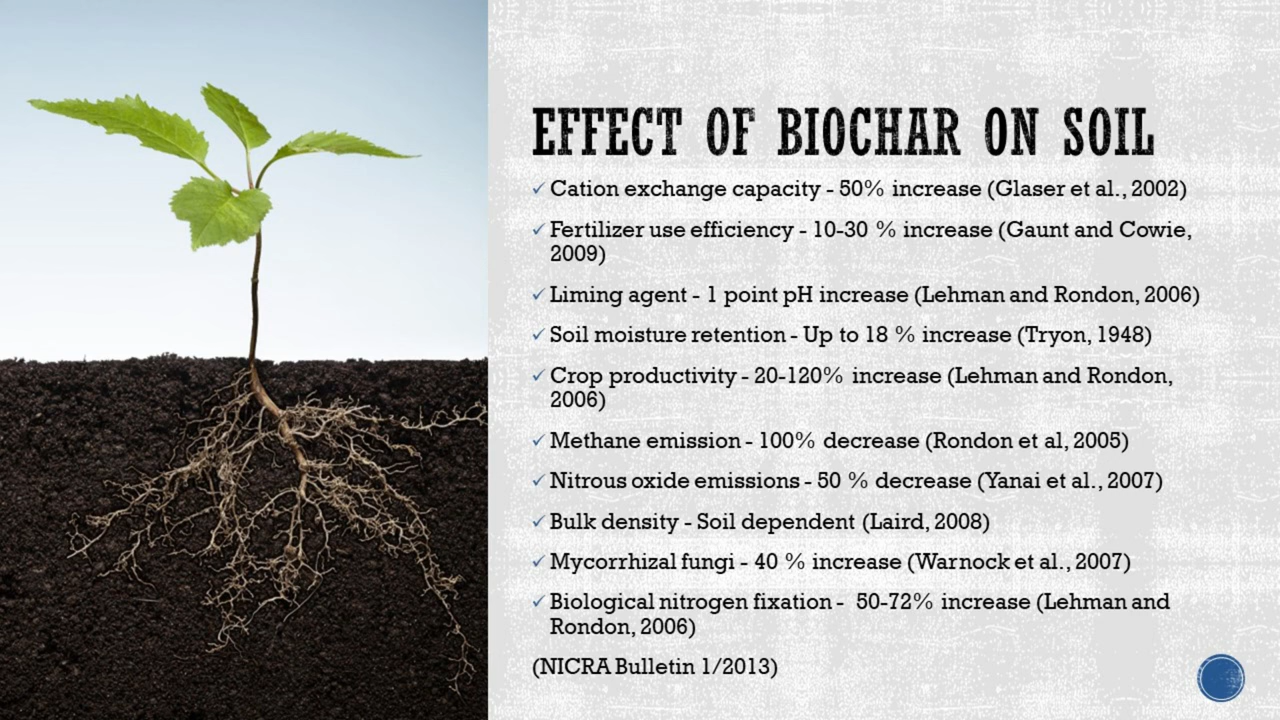 EFFECT OF BIOCHAR ON SOIL
✓ Cation exchange capacity - 50% increase (Glaser et al., 2002)
✓ Fertilizer use efficiency - 10-30 % increase (Gaunt and Cowie,
2009)
✓ Liming agent - 1 point pH increase (Lehman and Rondon, 2006)
✓ Soil moisture retention - Up to 18 % increase (Tryon, 1948)
✓ Crop productivity - 20-120% increase (Lehman and Rondon,
2006)
✓ Methane emission - 100% decrease (Rondon et al, 2005)
✓ Nitrous oxide emissions - 50 % decrease (Yanai et al., 2007)
✓ Bulk density - Soil dependent (Laird, 2008)
✓ Mycorrhizal fungi - 40 % increase (Warnock et al., 2007)
✓ Biological nitrogen fixation - 50-72% increase (Lehman and
Rondon, 2006)
(NICRA Bulletin 1/2013)